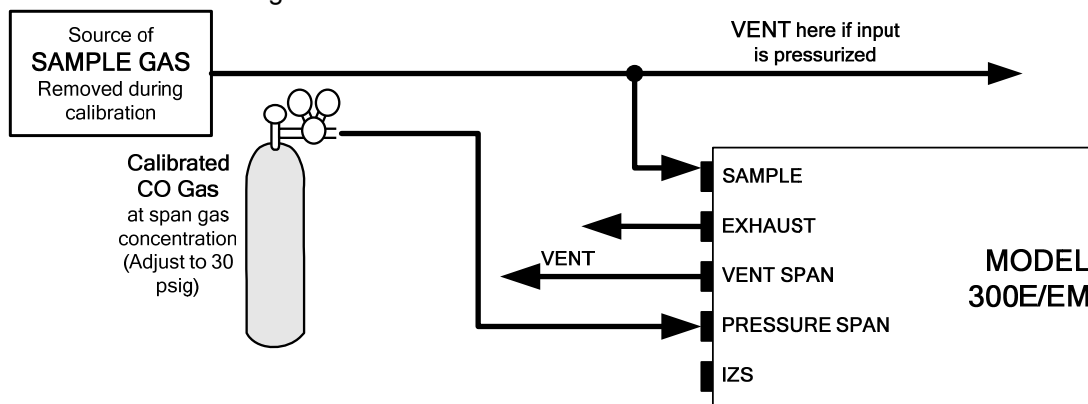 Source of
SAMPLE GAS
Removed during
calibration
VENT here if input
is pressurized
Calibrated
CO Gas
at span gas
concentration
(Adjust to 30
psig)
SAMPLE
EXHAUST
VENT
VENT SPAN
PRESSURE SPAN
IZS
MODEL
300E/EM